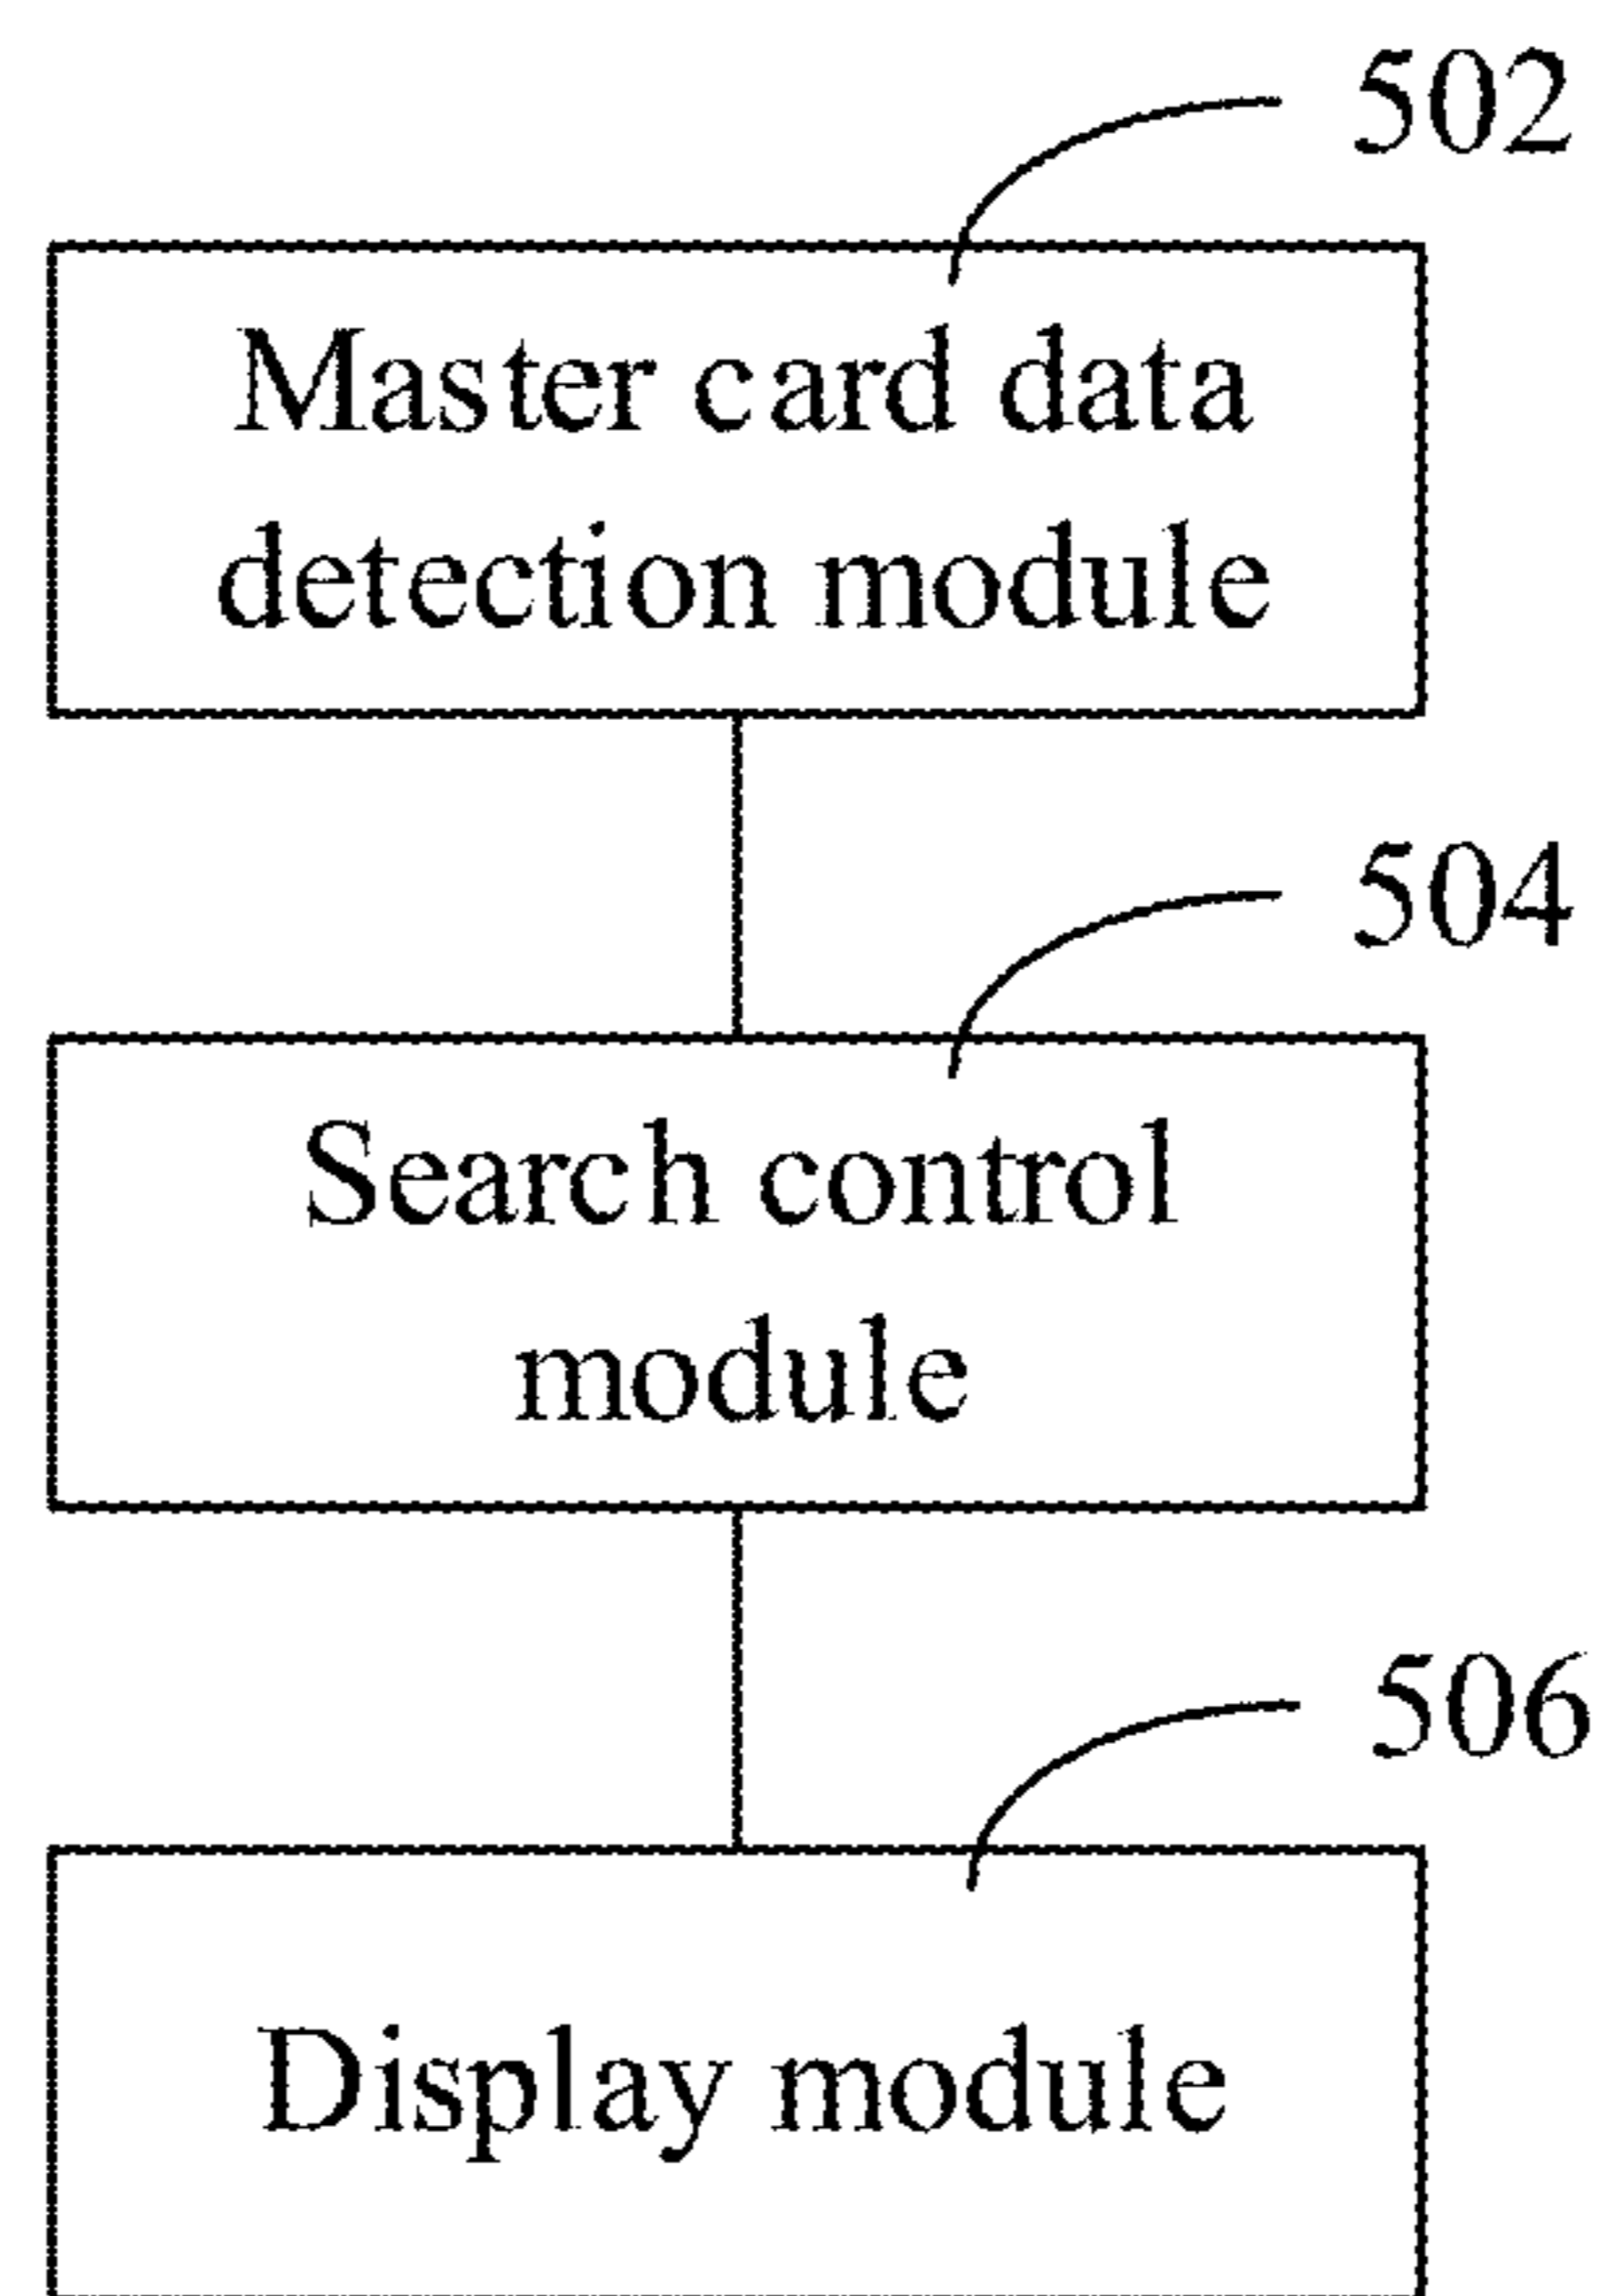 502
Master card data
detection module
504
Search control
module
506
Display module